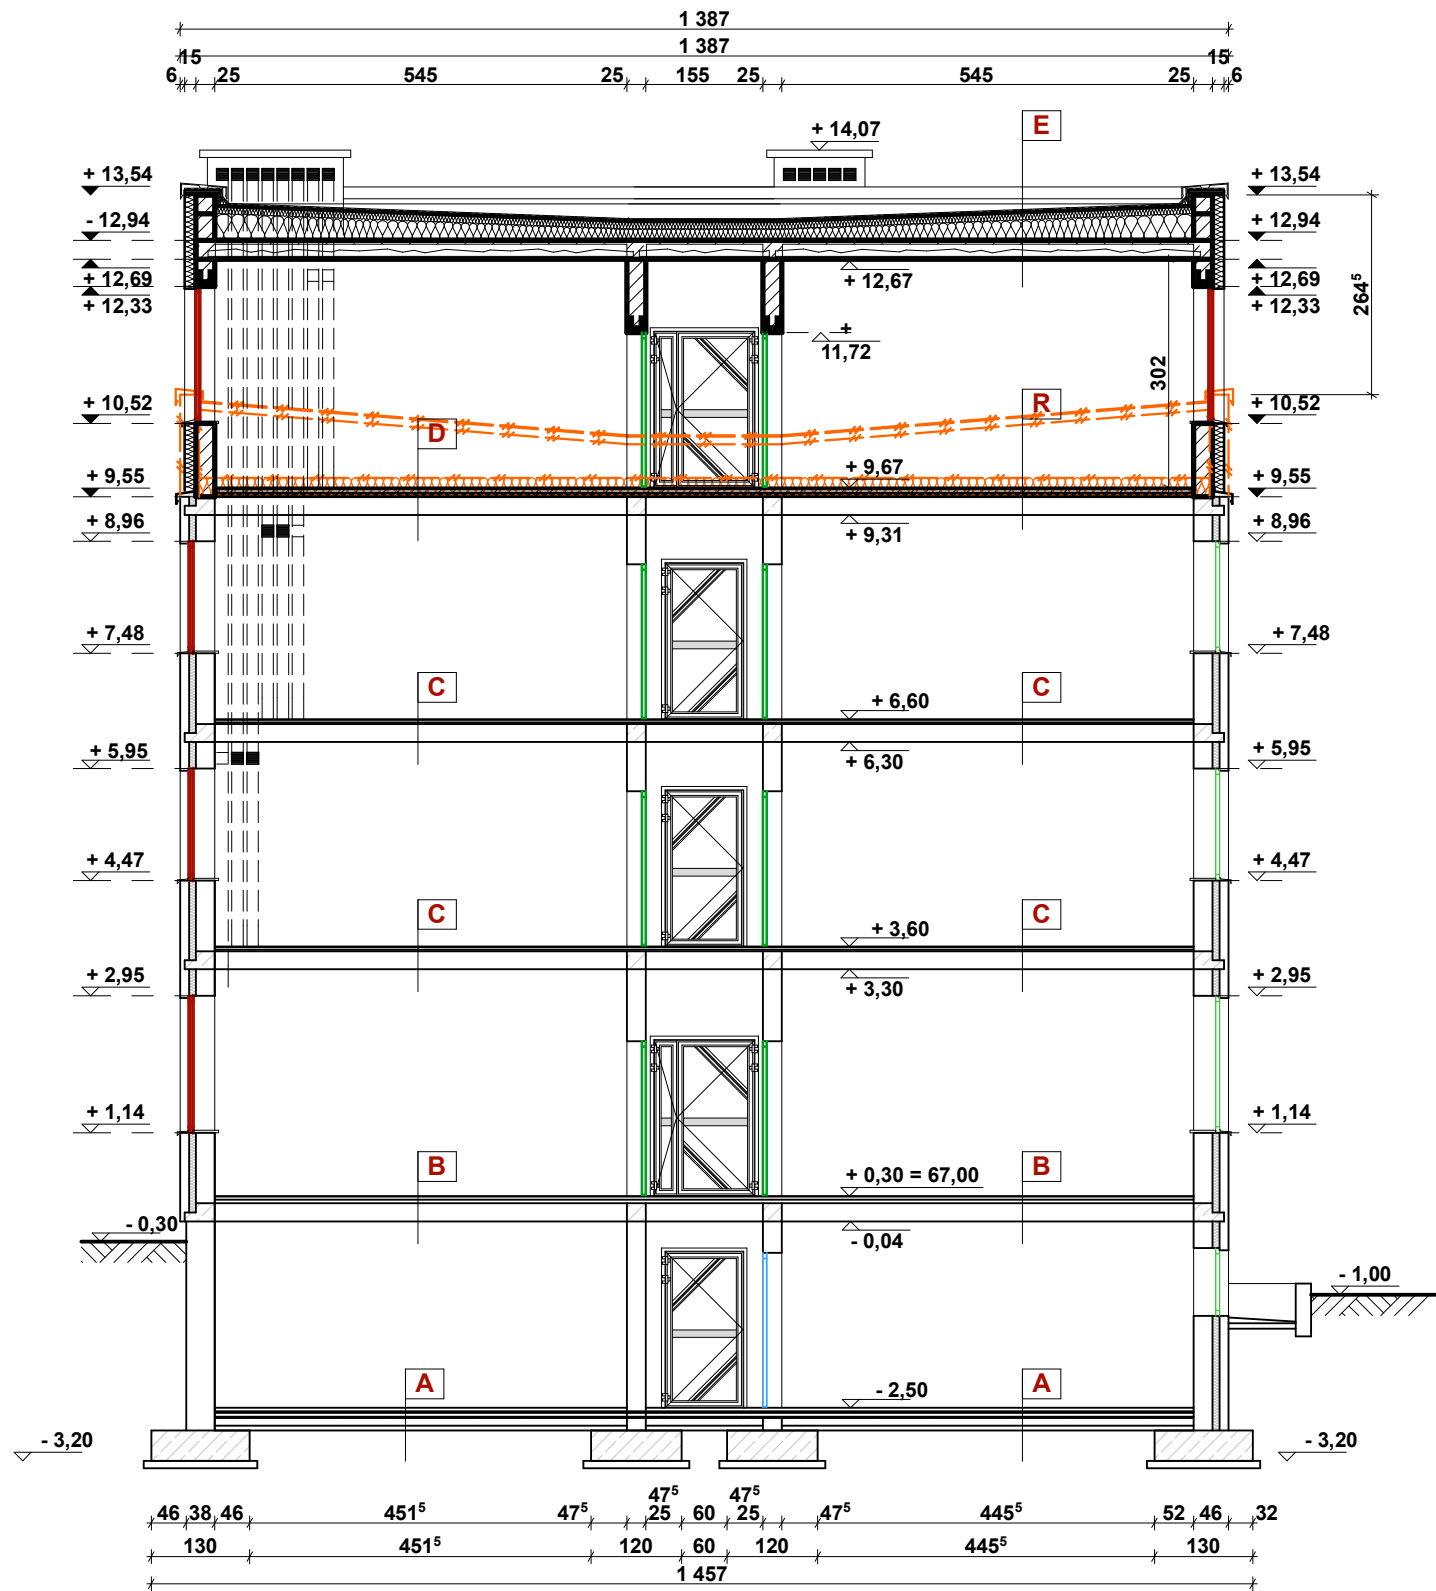 1 387
1 387
15 15
6 25 545 25 155 25 545 25 6
E
+ 14,07
+ 13,54 + 13,54
- 12,94 + 12,94
+ 12,69 + 12,67 + 12,69
+ 12,33 + 12,33
264⁵
+
11,72
302
+ 10,52 D R + 10,52
+ 9,55 + 9,67 + 9,55
+ 8,96 + 9,31 + 8,96
+ 7,48 + 7,48
C + 6,60 C
+ 5,95 + 6,30 + 5,95
+ 4,47 + 4,47
C + 3,60 C
+ 2,95 + 3,30 + 2,95
+ 1,14 + 1,14
B + 0,30 = 67,00 B
- 0,30 - 0,04
- 1,00
A - 2,50 A
- 3,20 - 3,20
47⁵ 47⁵
46 38 46 451⁵ 47⁵ 25 60 25 47⁵ 445⁵ 52 46 32
130 451⁵ 120 60 120 445⁵ 130
1 457